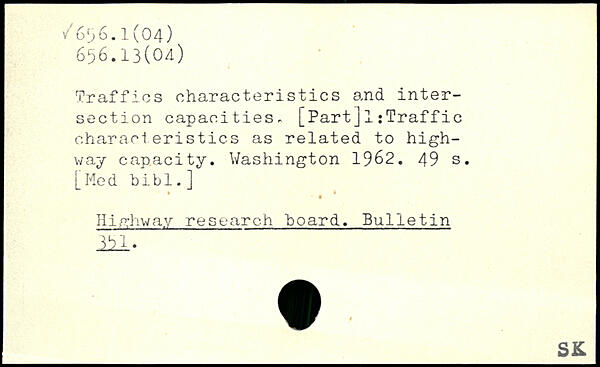 ✓656.1(04)
656.13(04)
Traffics characteristics and inter-
section capacities. [Part]1:Traffic
characteristics as related to high-
way capacity. Washington 1962. 49 s.
[Med bibl.]
Highway research board. Bulletin
351.
SK